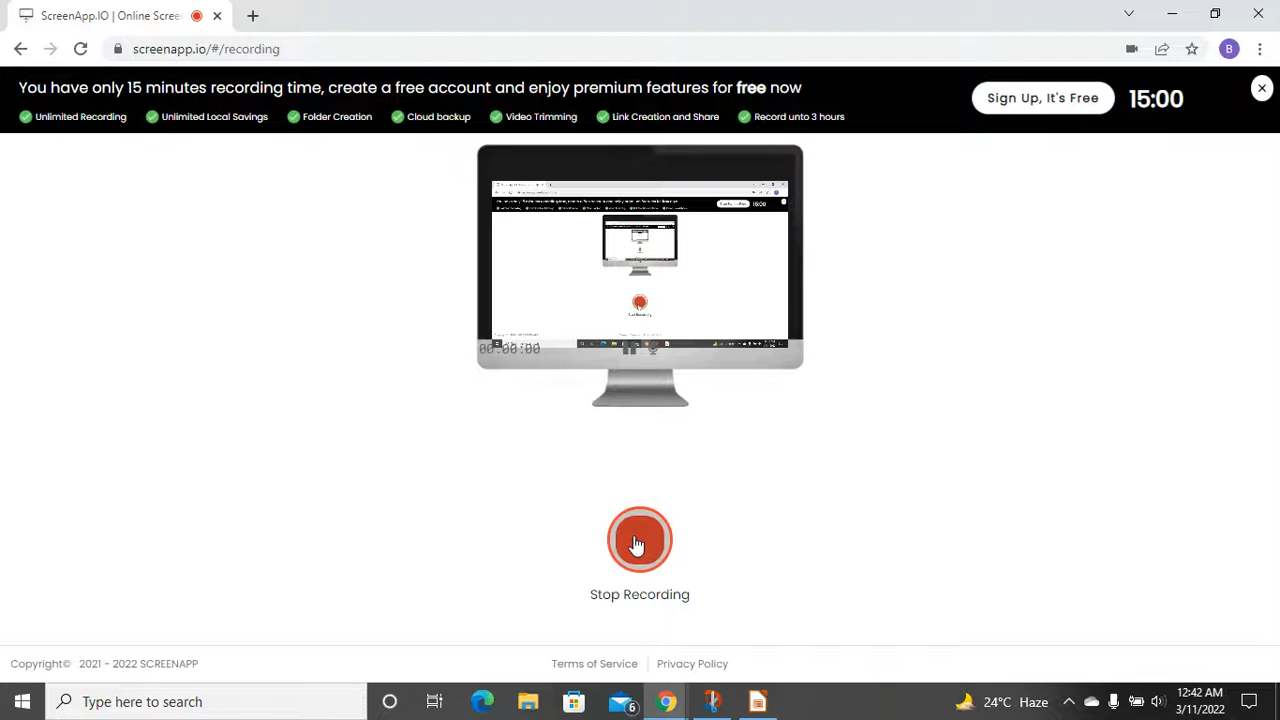 ScreenApp.IO | Online Scree
screenapp.io/#/recording
B
You have only 15 minutes recording time, create a free account and enjoy premium features for free now
Sign Up, It's Free
15:00
Unlimited Recording
Unlimited Local Savings
Folder Creation
Cloud backup
Video Trimming
Link Creation and Share
Record unto 3 hours
00:00:00
Stop Recording
Copyright© 2021 - 2022 SCREENAPP
Terms of Service
Privacy Policy
Type here to search
6
24°C Haze
12:42 AM
3/11/2022